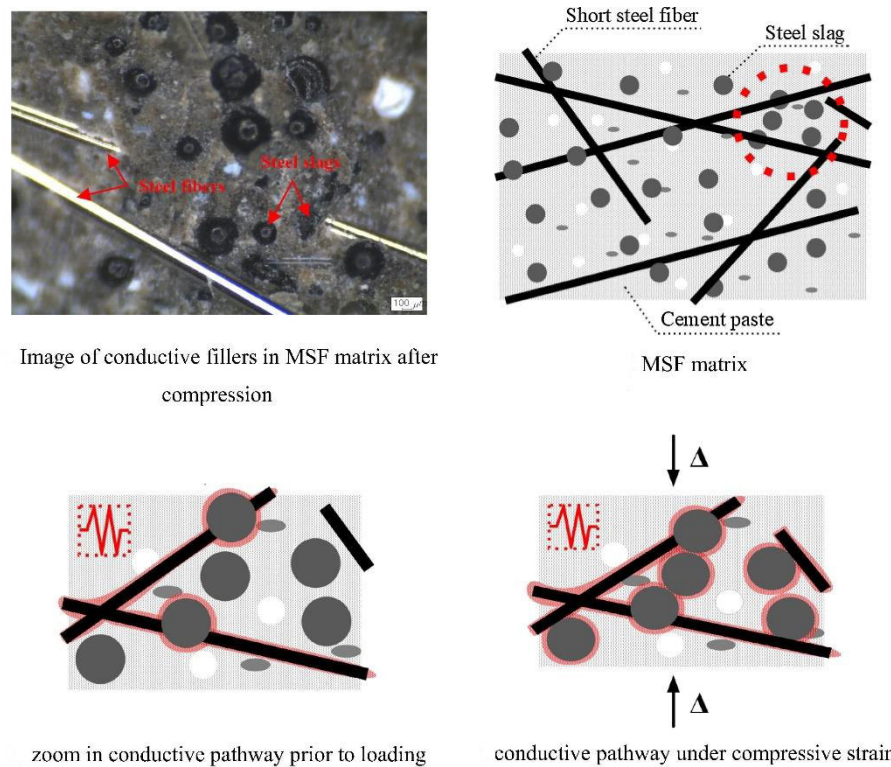 Short steel fiber
Steel slag
Steel slags
Steel fibers
100 μm
Cement paste
Image of conductive fillers in MSF matrix after
compression
MSF matrix
Δ
Δ
Δ
Δ
zoom in conductive pathway prior to loading
conductive pathway under compressive strain